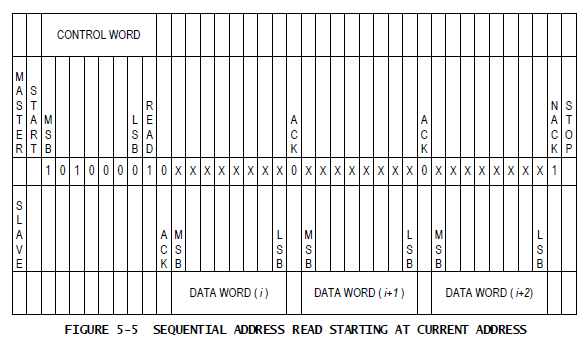 CONTROL WORD
MASTER
START
MSB
LSB
READ
ACK
ACK
NACK
STOP
1 0 1 0 0 0 0 1 0 X X X X X X X X 0 X X X X X X X X 0 X X X X X X X X 1
SLAVE
ACK
MSB
LSB
MSB
LSB
MSB
LSB
DATA WORD ( i )
DATA WORD ( i+1 )
DATA WORD ( i+2)
FIGURE 5-5 SEQUENTIAL ADDRESS READ STARTING AT CURRENT ADDRESS